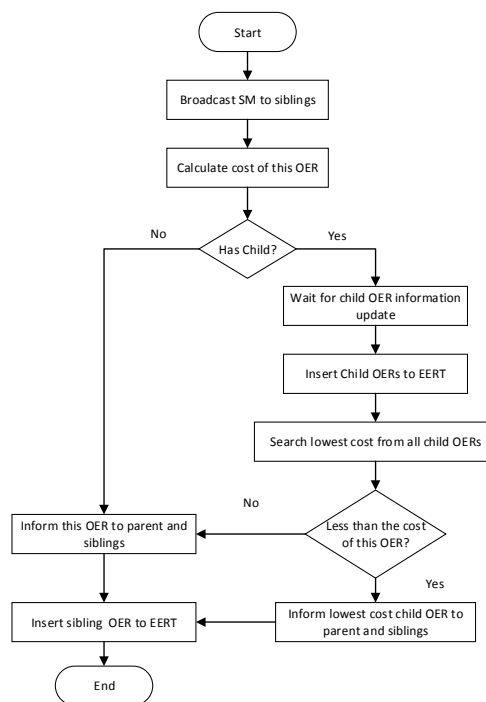 Start
Broadcast SM to siblings
Calculate cost of this OER
No
Has Child?
Yes
Wait for child OER information
update
Insert Child OERs to EERT
Search lowest cost from all child OERs
No
Less than the cost
of this OER?
Inform this OER to parent and
siblings
Yes
Inform lowest cost child OER to
parent and siblings
Insert sibling OER to EERT
End